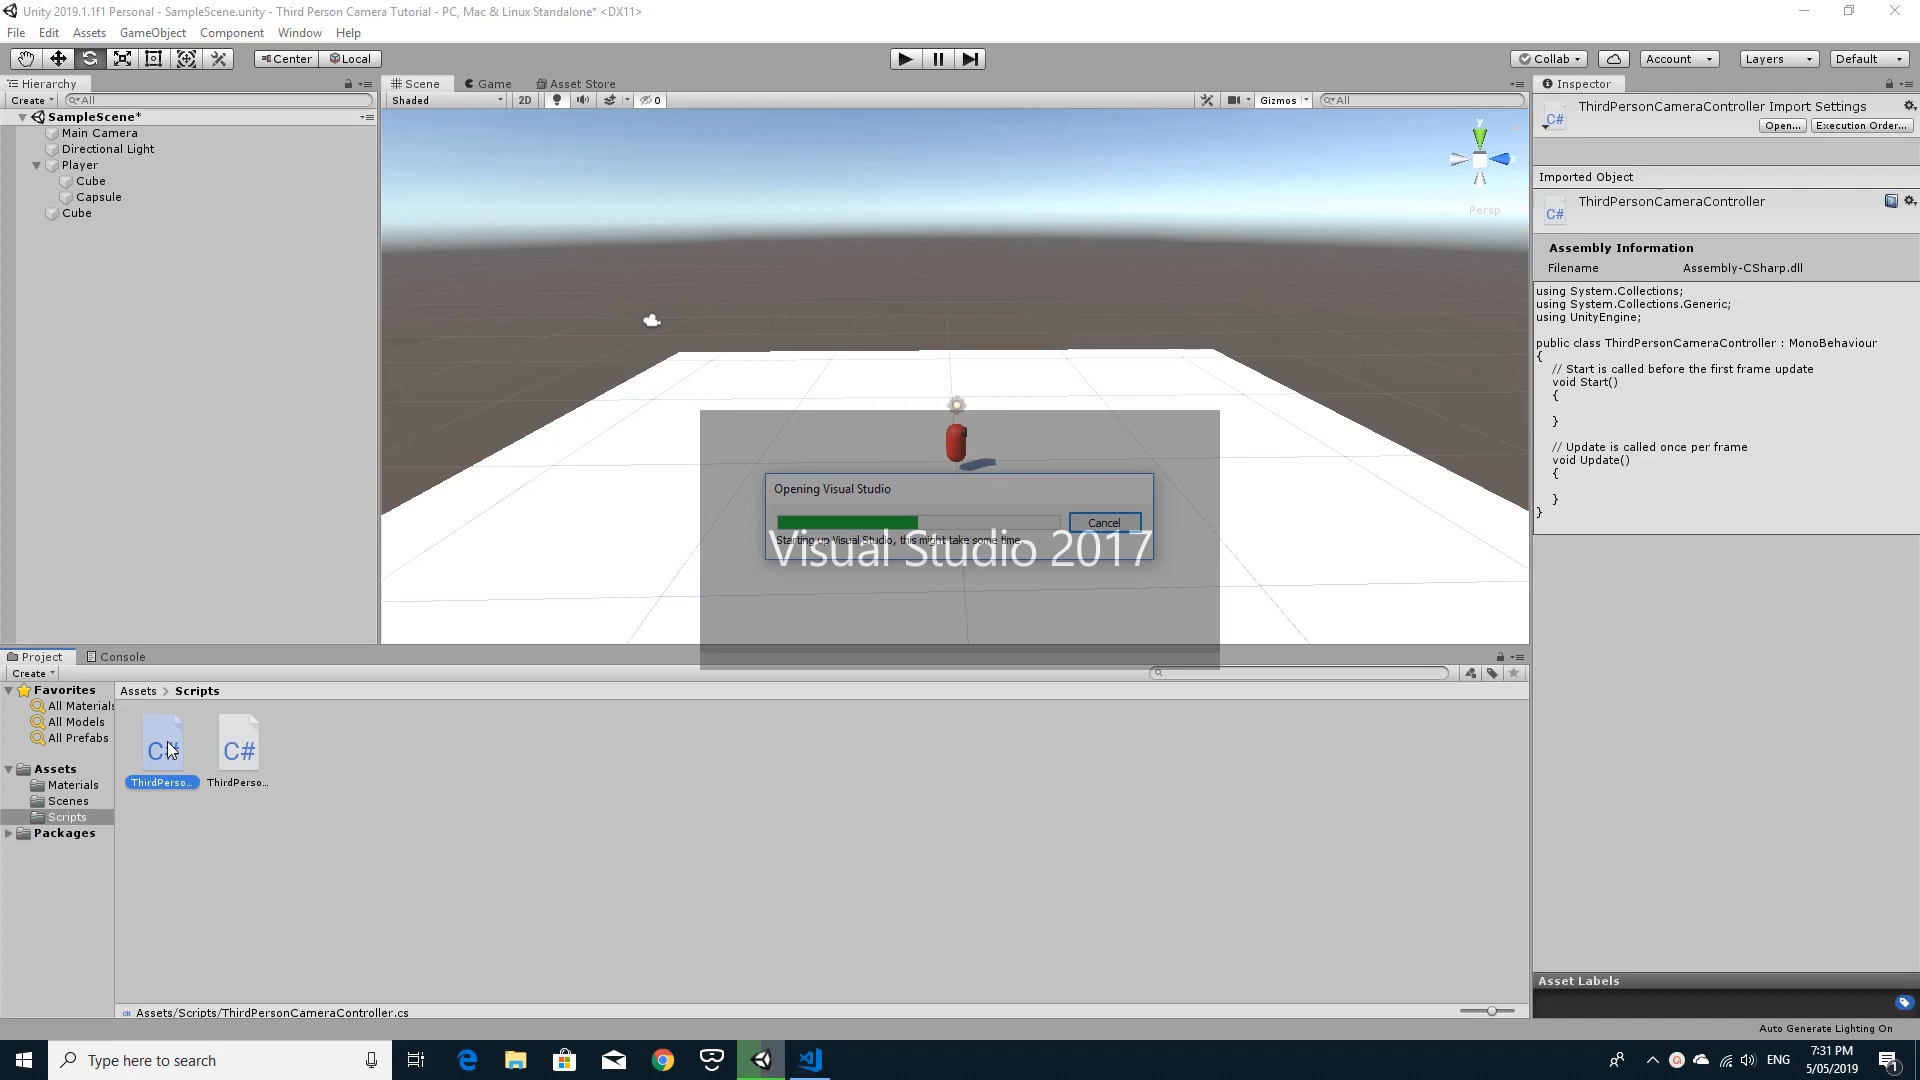 Unity 2019.1.1f1 Personal - SampleScene.unity - Third Person Camera Tutorial - PC, Mac & Linux Standalone* <DX11>
File Edit Assets GameObject Component Window Help
Center Local
Collab Account Layers Default
Hierarchy
Create All
SampleScene*
Main Camera
Directional Light
Player
Cube
Capsule
Cube
Scene Game Asset Store
Shaded 2D 0 Gizmos All
y
Persp
Opening Visual Studio
Cancel
Starting up Visual Studio, this might take some time.
Visual Studio 2017
Inspector
ThirdPersonCameraController Import Settings
C#
Open... Execution Order...
Imported Object
ThirdPersonCameraController
C#
Assembly Information
Filename Assembly-CSharp.dll
using System.Collections;
using System.Collections.Generic;
using UnityEngine;
public class ThirdPersonCameraController : MonoBehaviour
{
// Start is called before the first frame update
void Start()
{
}
// Update is called once per frame
void Update()
{
}
}
Project Console
Create
Favorites
All Materials
All Models
All Prefabs
Assets
Materials
Scenes
Scripts
Packages
Assets > Scripts
C# C#
ThirdPerso... ThirdPerso...
Assets/Scripts/ThirdPersonCameraController.cs
Asset Labels
Auto Generate Lighting On
Type here to search
ENG
7:31 PM
5/05/2019
1